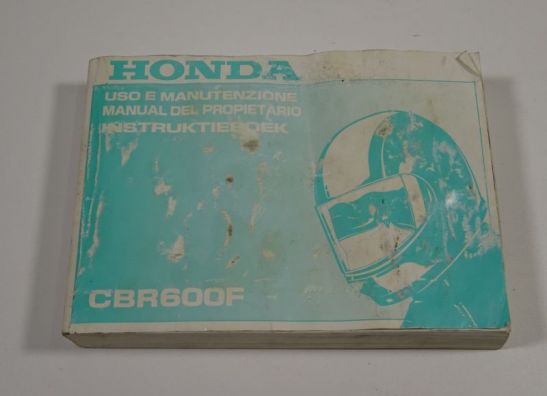 HONDA
USO E MANUTENZIONE
MANUAL DEL PROPIETARIO
INSTRUKTIEBOEK
CBR600F